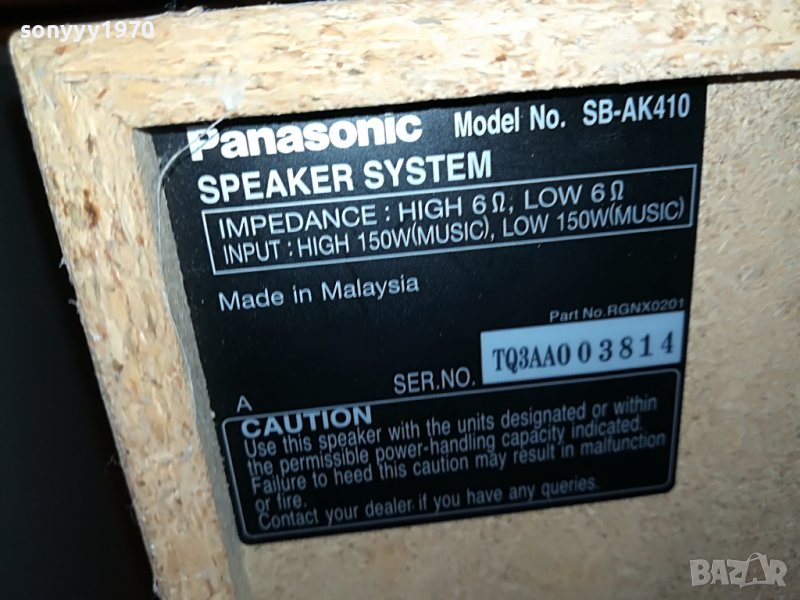 sonyyy1970
Panasonic Model No. SB-AK410
SPEAKER SYSTEM
IMPEDANCE : HIGH 6Ω, LOW 6Ω
INPUT : HIGH 150W(MUSIC), LOW 150W(MUSIC)
Made in Malaysia
Part No.RGNX0201
SER.NO. TQ3AA003814
A
CAUTION
Use this speaker with the units designated or within
the permissible power-handling capacity indicated.
Failure to heed this caution may result in malfunction
or fire.
Contact your dealer if you have any queries.
BAZAR